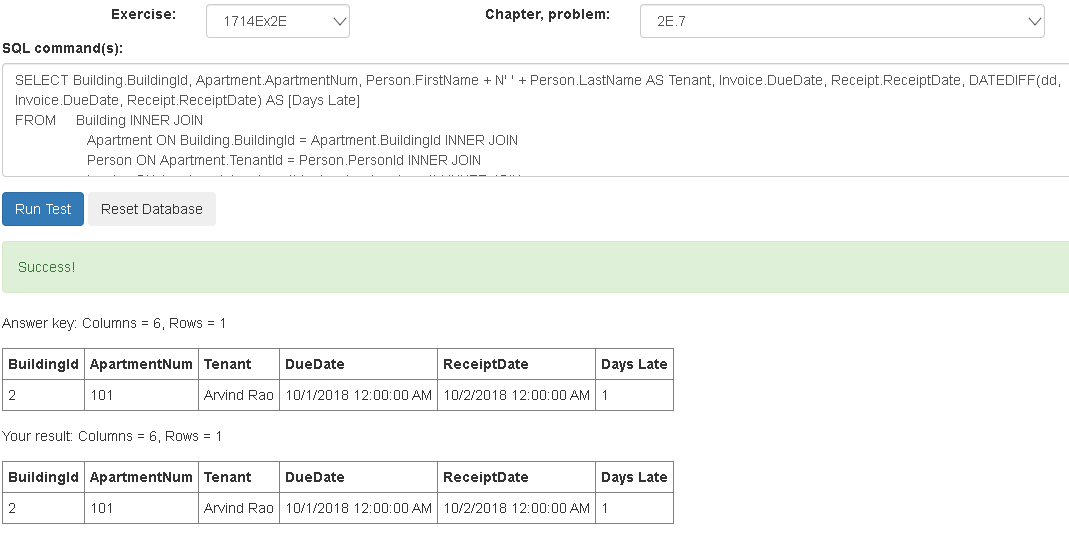 Exercise: 1714Ex2E Chapter, problem: 2E.7
SQL command(s):
SELECT Building.BuildingId, Apartment.ApartmentNum, Person.FirstName + N' ' + Person.LastName AS Tenant, Invoice.DueDate, Receipt.ReceiptDate, DATEDIFF(dd,
Invoice.DueDate, Receipt.ReceiptDate) AS [Days Late]
FROM Building INNER JOIN
Apartment ON Building.BuildingId = Apartment.BuildingId INNER JOIN
Person ON Apartment.TenantId = Person.PersonId INNER JOIN
Run Test Reset Database
Success!
Answer key: Columns = 6, Rows = 1
BuildingId ApartmentNum Tenant DueDate ReceiptDate Days Late
2 101 Arvind Rao 10/1/2018 12:00:00 AM 10/2/2018 12:00:00 AM 1
Your result: Columns = 6, Rows = 1
BuildingId ApartmentNum Tenant DueDate ReceiptDate Days Late
2 101 Arvind Rao 10/1/2018 12:00:00 AM 10/2/2018 12:00:00 AM 1